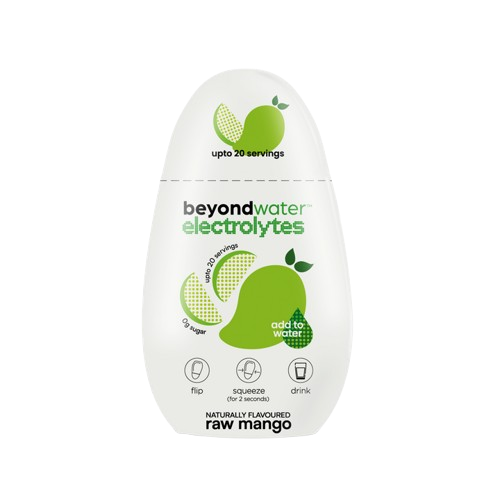 upto 20 servings
beyondwater™
electrolytes
upto 20 servings
0g sugar
add to
water
flip
squeeze
(for 2 seconds)
drink
NATURALLY FLAVOURED
raw mango